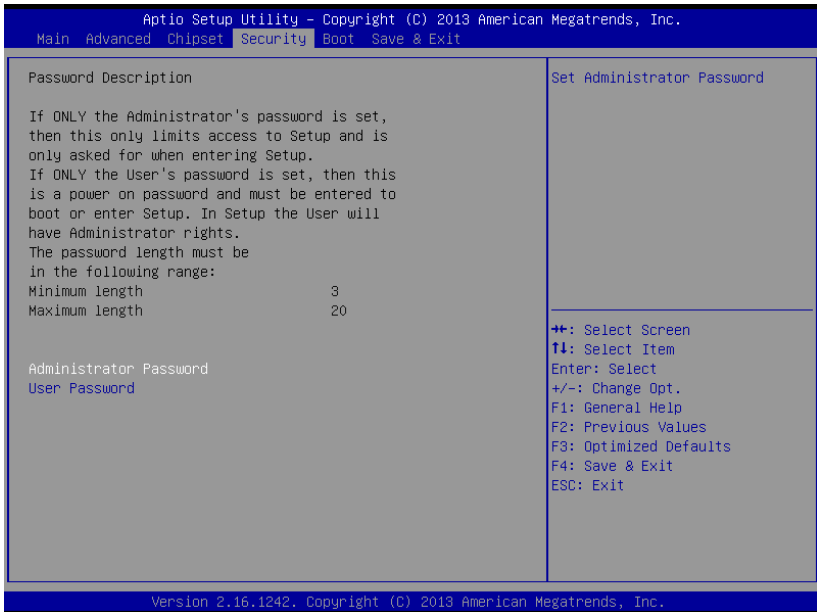 Aptio Setup Utility – Copyright (C) 2013 American Megatrends, Inc.
Main Advanced Chipset Security Boot Save & Exit
Password Description
If ONLY the Administrator's password is set,
then this only limits access to Setup and is
only asked for when entering Setup.
If ONLY the User's password is set, then this
is a power on password and must be entered to
boot or enter Setup. In Setup the User will
have Administrator rights.
The password length must be
in the following range:
Minimum length 3
Maximum length 20
Administrator Password
User Password
Set Administrator Password
→←: Select Screen
↑↓: Select Item
Enter: Select
+/-: Change Opt.
F1: General Help
F2: Previous Values
F3: Optimized Defaults
F4: Save & Exit
ESC: Exit
Version 2.16.1242. Copyright (C) 2013 American Megatrends, Inc.